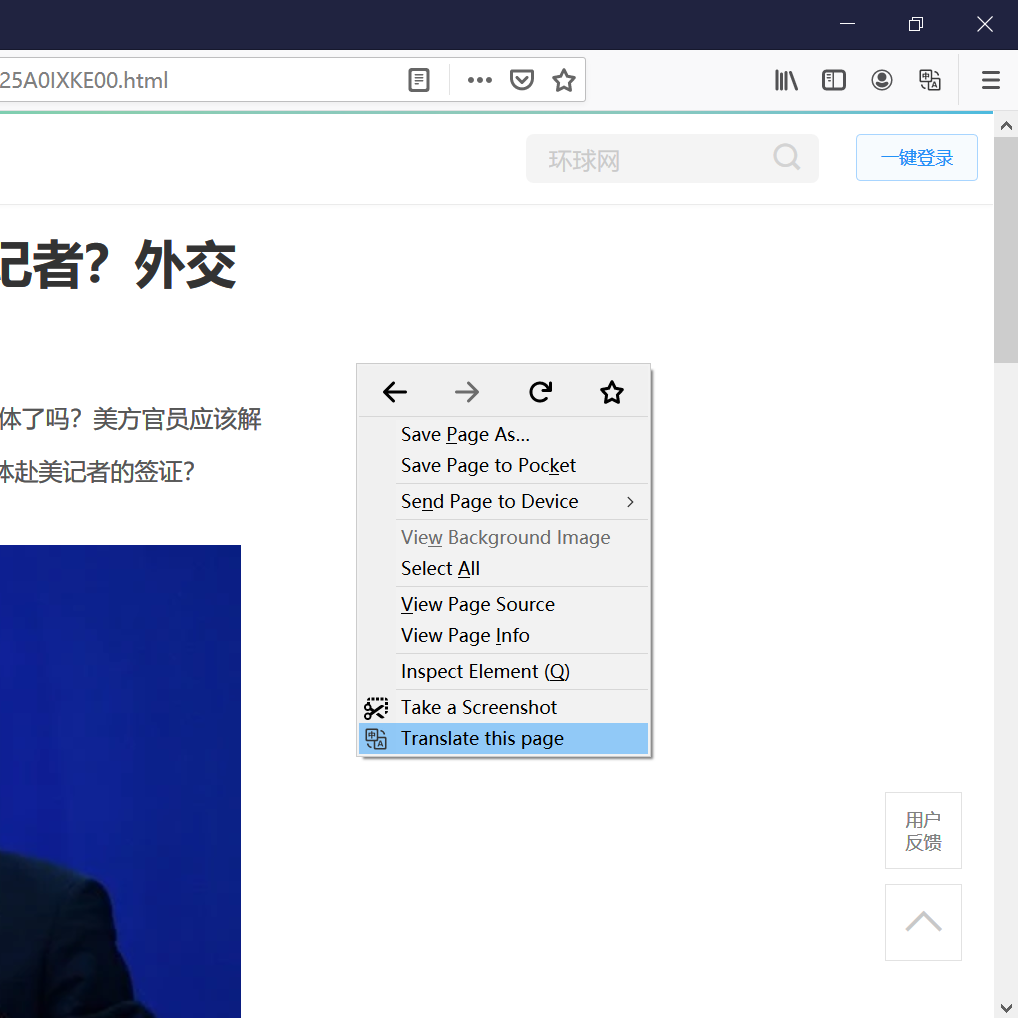 25A0IXKE00.html
环球网
一键登录
记者？外交
体了吗？美方官员应该解
体赴美记者的签证？
Save Page As...
Save Page to Pocket
Send Page to Device
View Background Image
Select All
View Page Source
View Page Info
Inspect Element (Q)
Take a Screenshot
Translate this page
用户
反馈